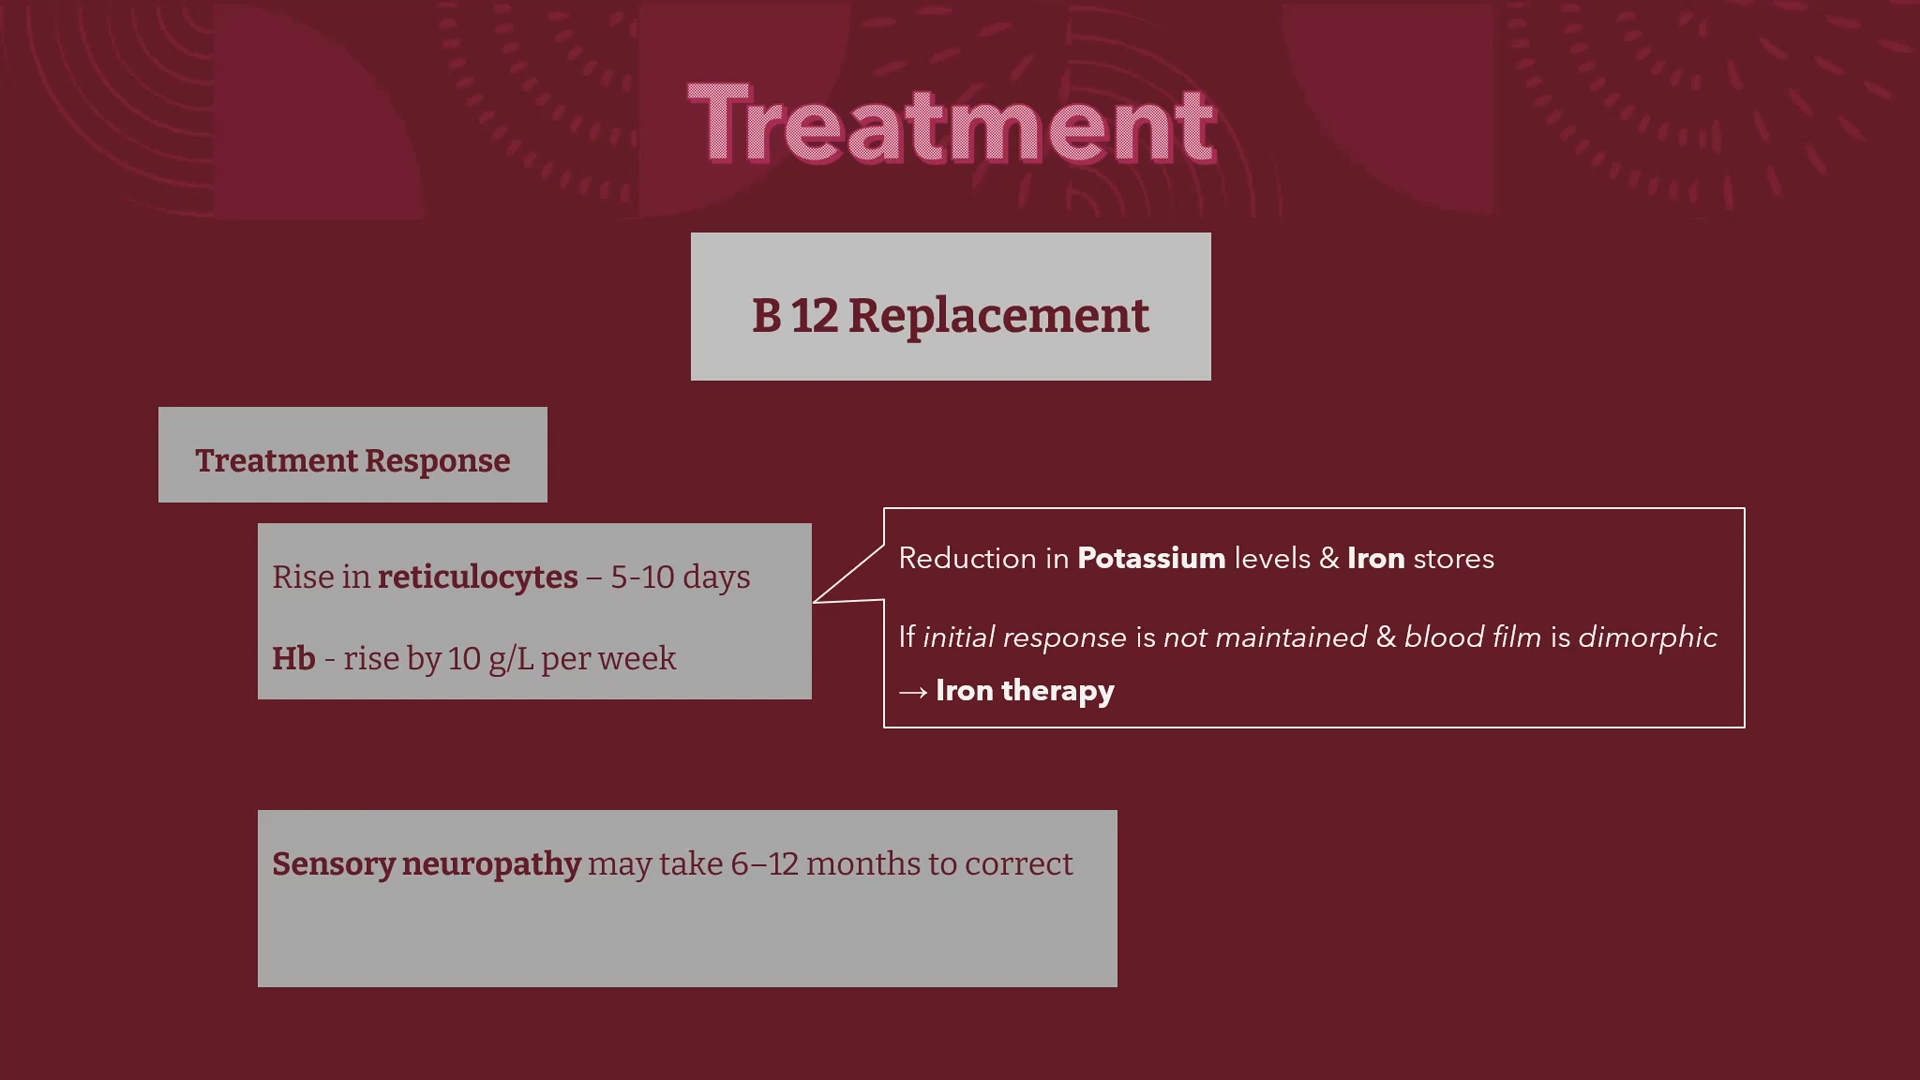 Treatment
B 12 Replacement
Treatment Response
Rise in reticulocytes – 5-10 days
Hb - rise by 10 g/L per week
Reduction in Potassium levels & Iron stores
If initial response is not maintained & blood film is dimorphic
→ Iron therapy
Sensory neuropathy may take 6–12 months to correct